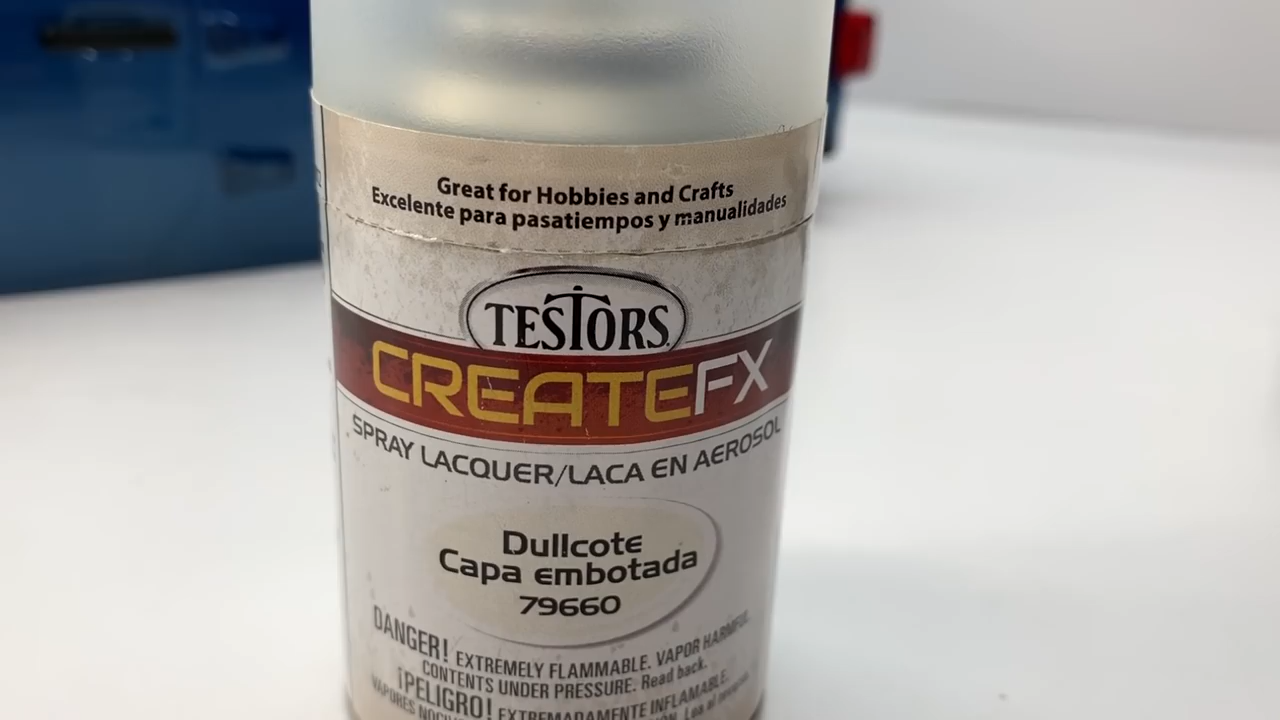 Great for Hobbies and Crafts
Excelente para pasatiempos y manualidades
TESTORS
CREATEFX
SPRAY LACQUER/LACA EN AEROSOL
Dullcote
Capa embotada
79660
DANGER! EXTREMELY FLAMMABLE. VAPOR HARMFUL.
CONTENTS UNDER PRESSURE. Read back.
¡PELIGRO! EXTREMADAMENTE INFLAMABLE.
VAPORES